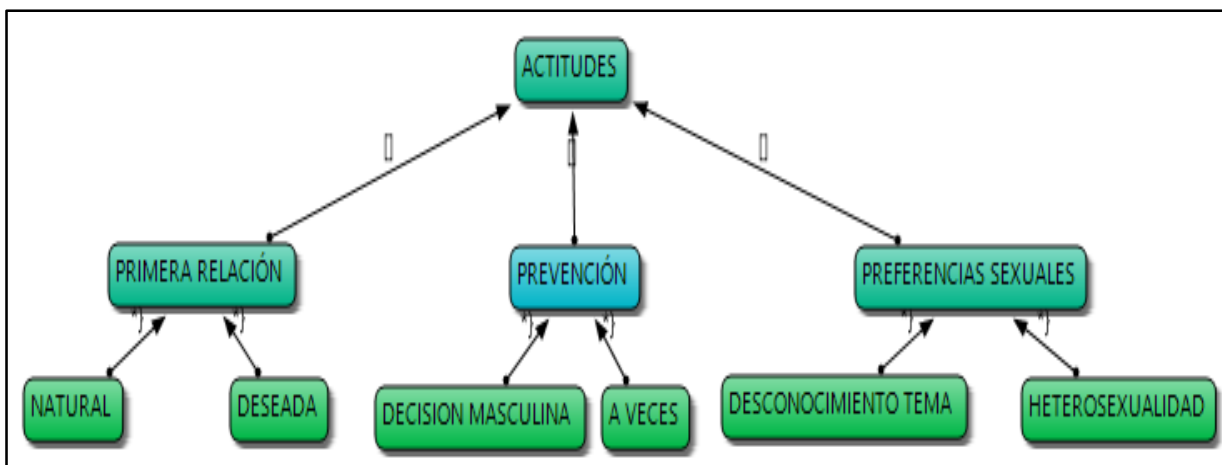 ACTITUDES
PRIMERA RELACIÓN
PREVENCIÓN
PREFERENCIAS SEXUALES
NATURAL
DESEADA
DECISION MASCULINA
A VECES
DESCONOCIMIENTO TEMA
HETEROSEXUALIDAD